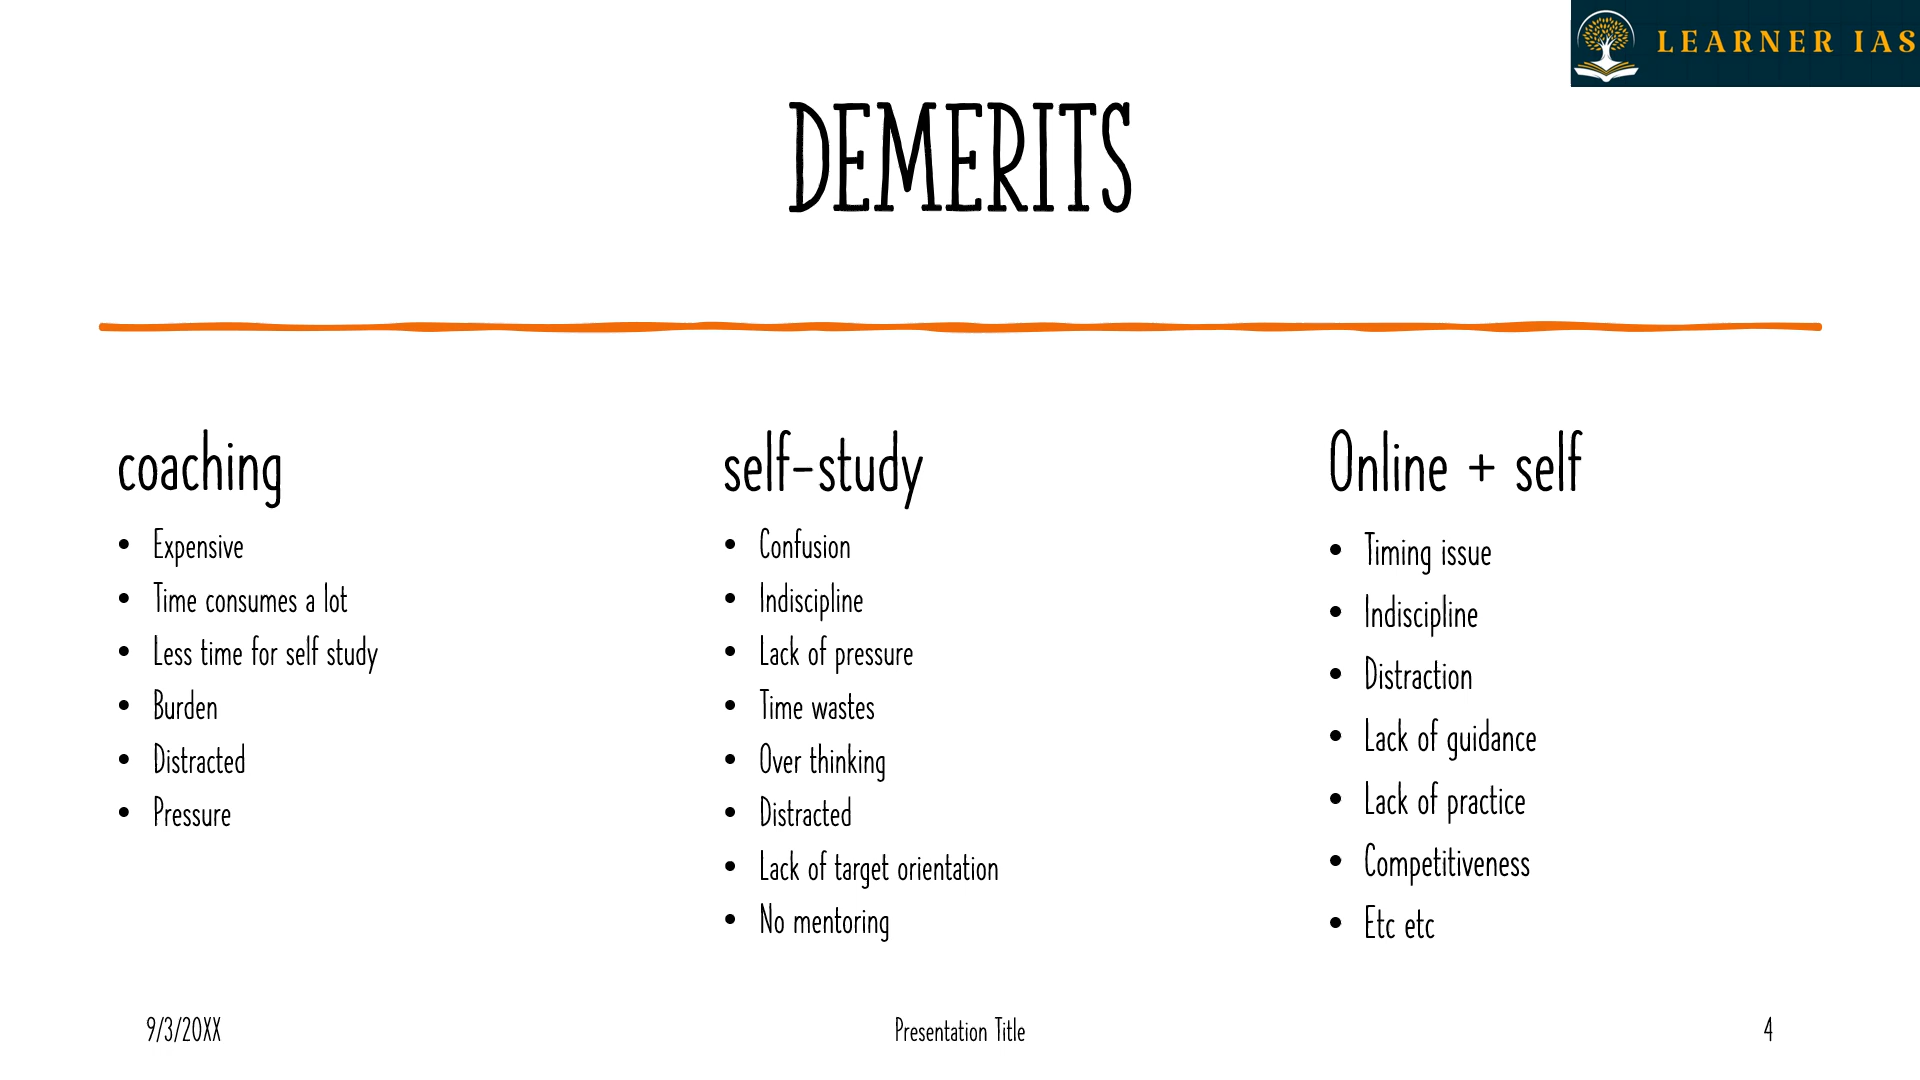 LEARNER IAS
DEMERITS
coaching
• Expensive
• Time consumes a lot
• Less time for self study
• Burden
• Distracted
• Pressure
self-study
• Confusion
• Indiscipline
• Lack of pressure
• Time wastes
• Over thinking
• Distracted
• Lack of target orientation
• No mentoring
Online + self
• Timing issue
• Indiscipline
• Distraction
• Lack of guidance
• Lack of practice
• Competitiveness
• Etc etc
9/3/20XX
Presentation Title
4